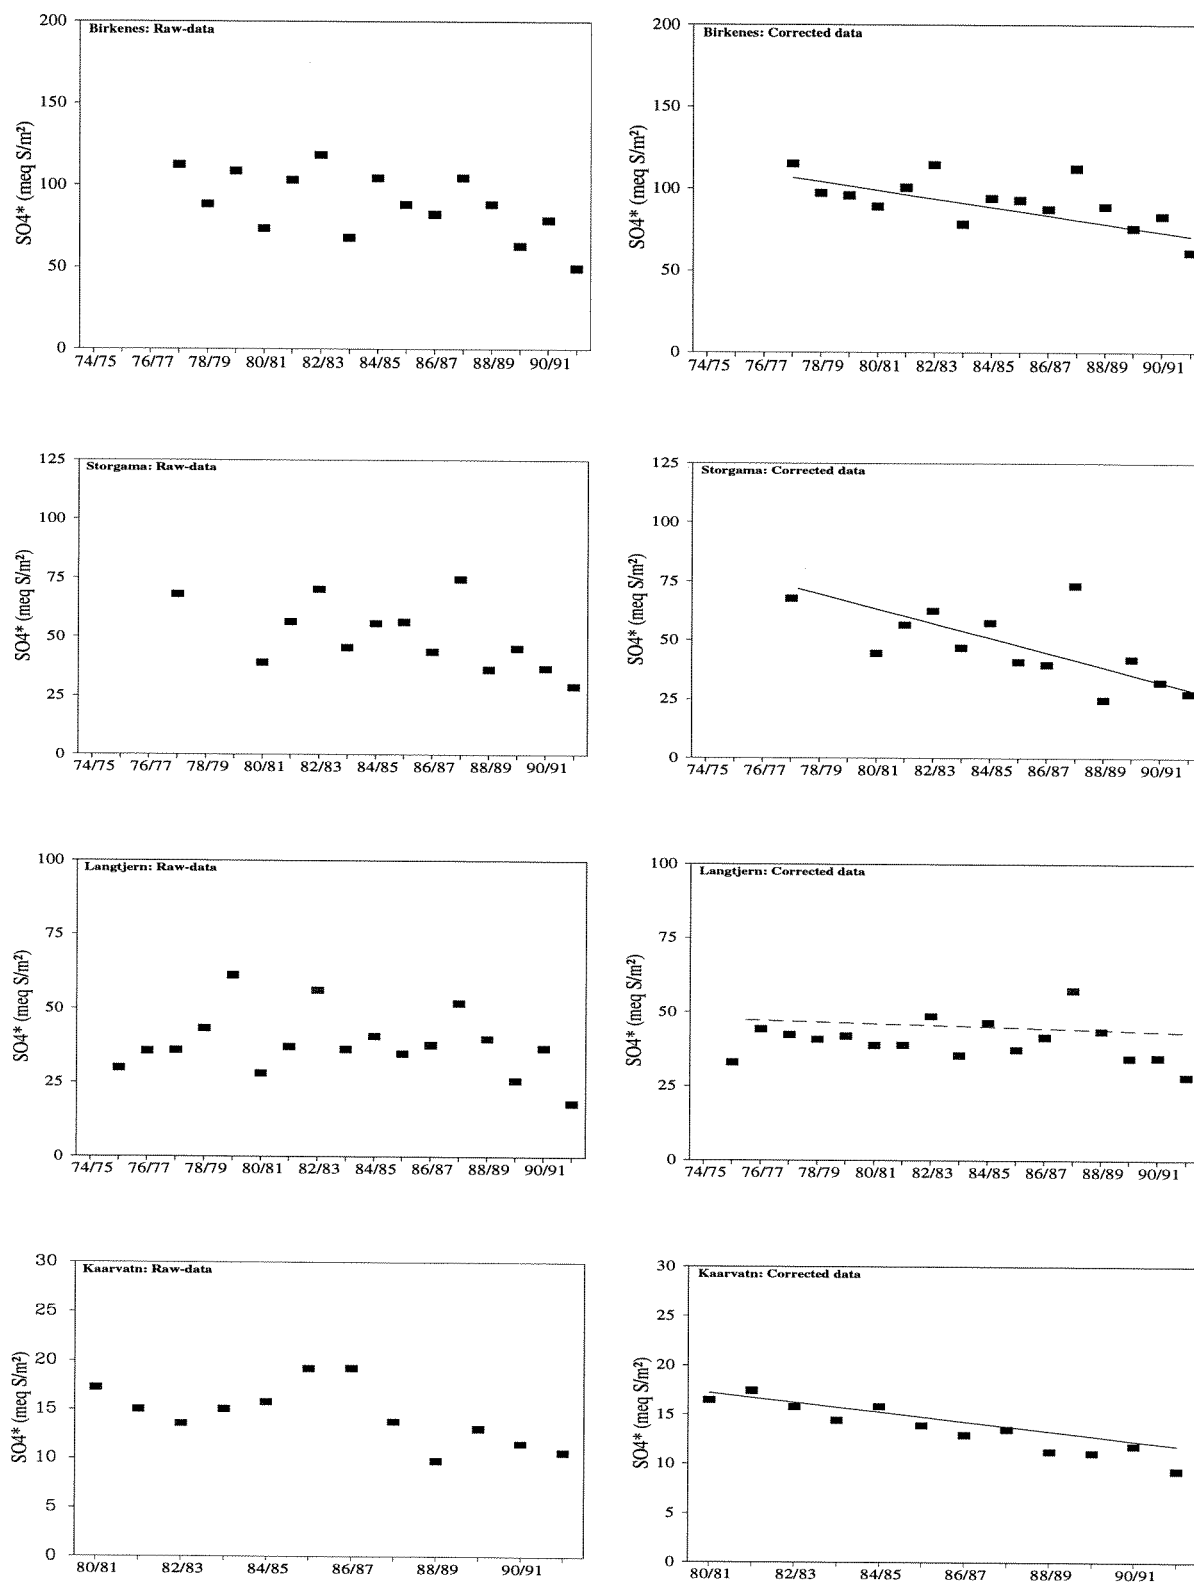 Birkenes: Raw-data
200
150
100
50
0
SO4* (meq S/m²)
74/75 76/77 78/79 80/81 82/83 84/85 86/87 88/89 90/91
Birkenes: Corrected data
200
150
100
50
0
SO4* (meq S/m²)
74/75 76/77 78/79 80/81 82/83 84/85 86/87 88/89 90/91
Storgama: Raw-data
125
100
75
50
25
0
SO4* (meq S/m²)
74/75 76/77 78/79 80/81 82/83 84/85 86/87 88/89 90/91
Storgama: Corrected data
125
100
75
50
25
0
SO4* (meq S/m²)
74/75 76/77 78/79 80/81 82/83 84/85 86/87 88/89 90/91
Langtjern: Raw-data
100
75
50
25
0
SO4* (meq S/m²)
74/75 76/77 78/79 80/81 82/83 84/85 86/87 88/89 90/91
Langtjern: Corrected data
100
75
50
25
0
SO4* (meq S/m²)
74/75 76/77 78/79 80/81 82/83 84/85 86/87 88/89 90/91
Kaarvatn: Raw-data
30
25
20
15
10
5
0
SO4* (meq S/m²)
80/81 82/83 84/85 86/87 88/89 90/91
Kaarvatn: Corrected data
30
25
20
15
10
5
0
SO4* (meq S/m²)
80/81 82/83 84/85 86/87 88/89 90/91